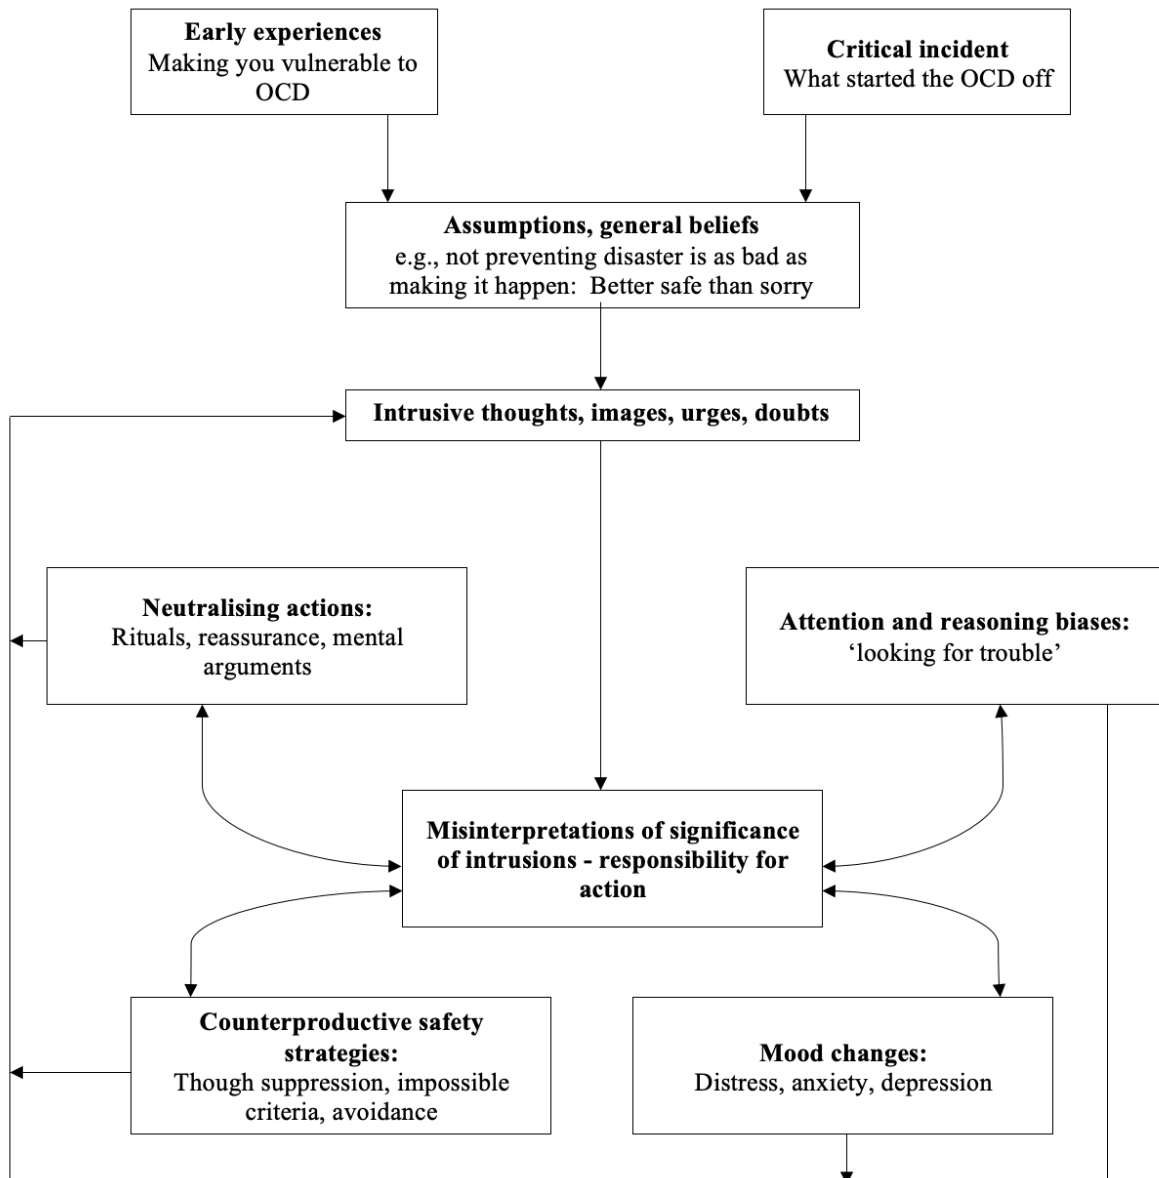 Early experiences
Making you vulnerable to
OCD
Critical incident
What started the OCD off
Assumptions, general beliefs
e.g., not preventing disaster is as bad as
making it happen:  Better safe than sorry
Intrusive thoughts, images, urges, doubts
Neutralising actions:
Rituals, reassurance, mental
arguments
Attention and reasoning biases:
‘looking for trouble’
Misinterpretations of significance
of intrusions - responsibility for
action
Counterproductive safety
strategies:
Though suppression, impossible
criteria, avoidance
Mood changes:
Distress, anxiety, depression